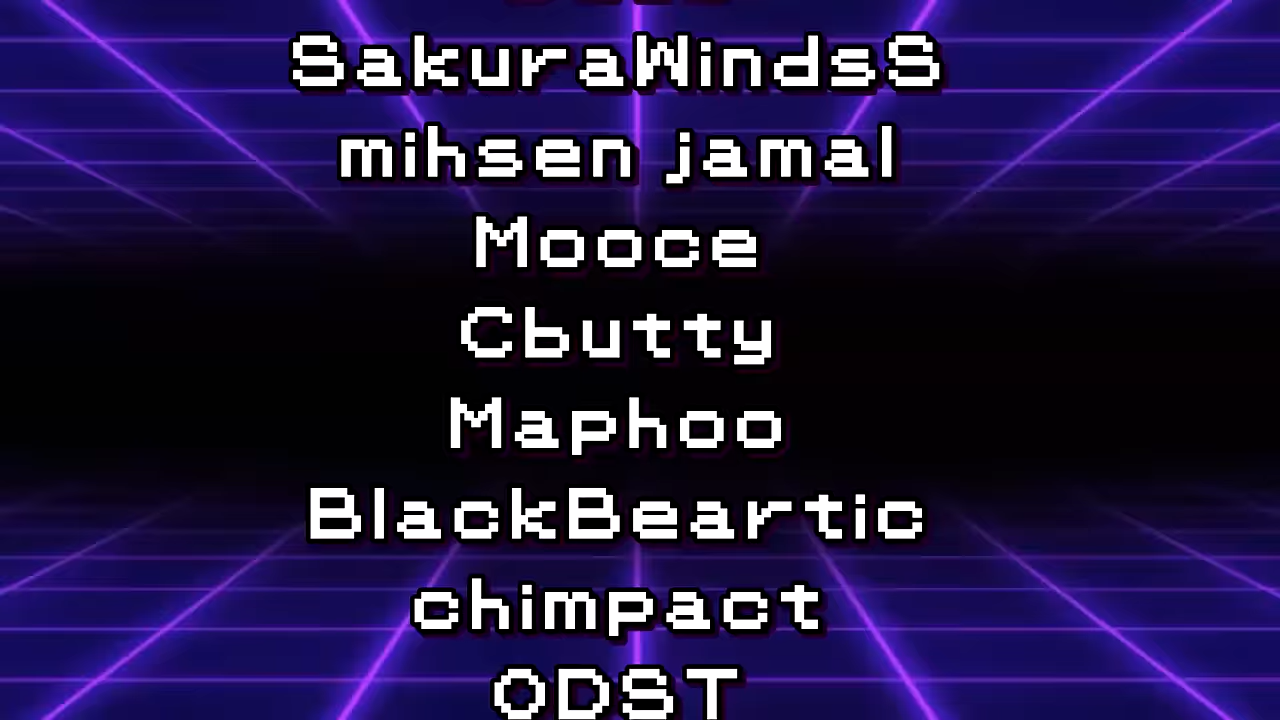 SakuraWindsS
mihsen jamal
Mooce
Cbutty
Maphoo
BlackBeartic
chimpact
ODST